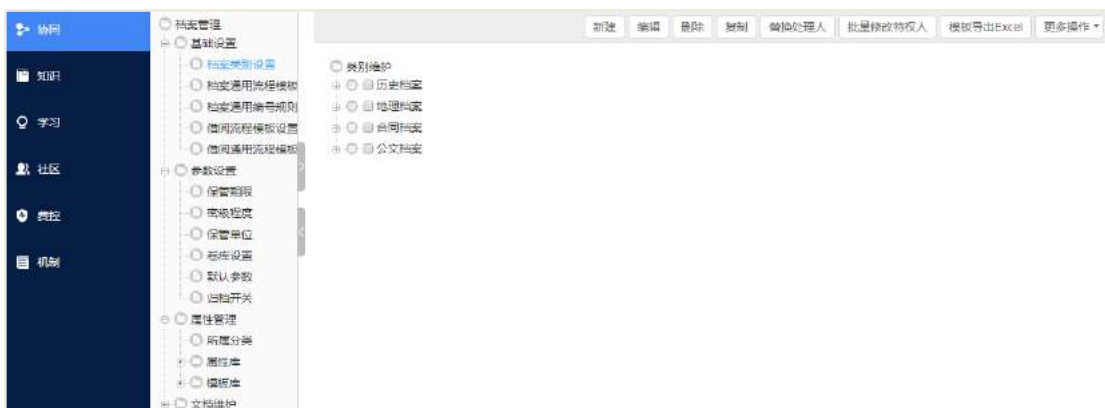 协同
知识
学习
社区
费控
机制
档案管理
基础设置
档案类别设置
档案通用流程模板
档案通用编号规则
借阅流程模板设置
借阅通用流程模板
参数设置
保管期限
密级程度
保管单位
卷库设置
默认参数
归档开关
属性管理
所属分类
属性库
模板库
文档维护
新建 编辑 删除 复制 替换处理人 批量修改特权人 模板导出Excel 更多操作
类别维护
历史档案
地理档案
合同档案
公文档案